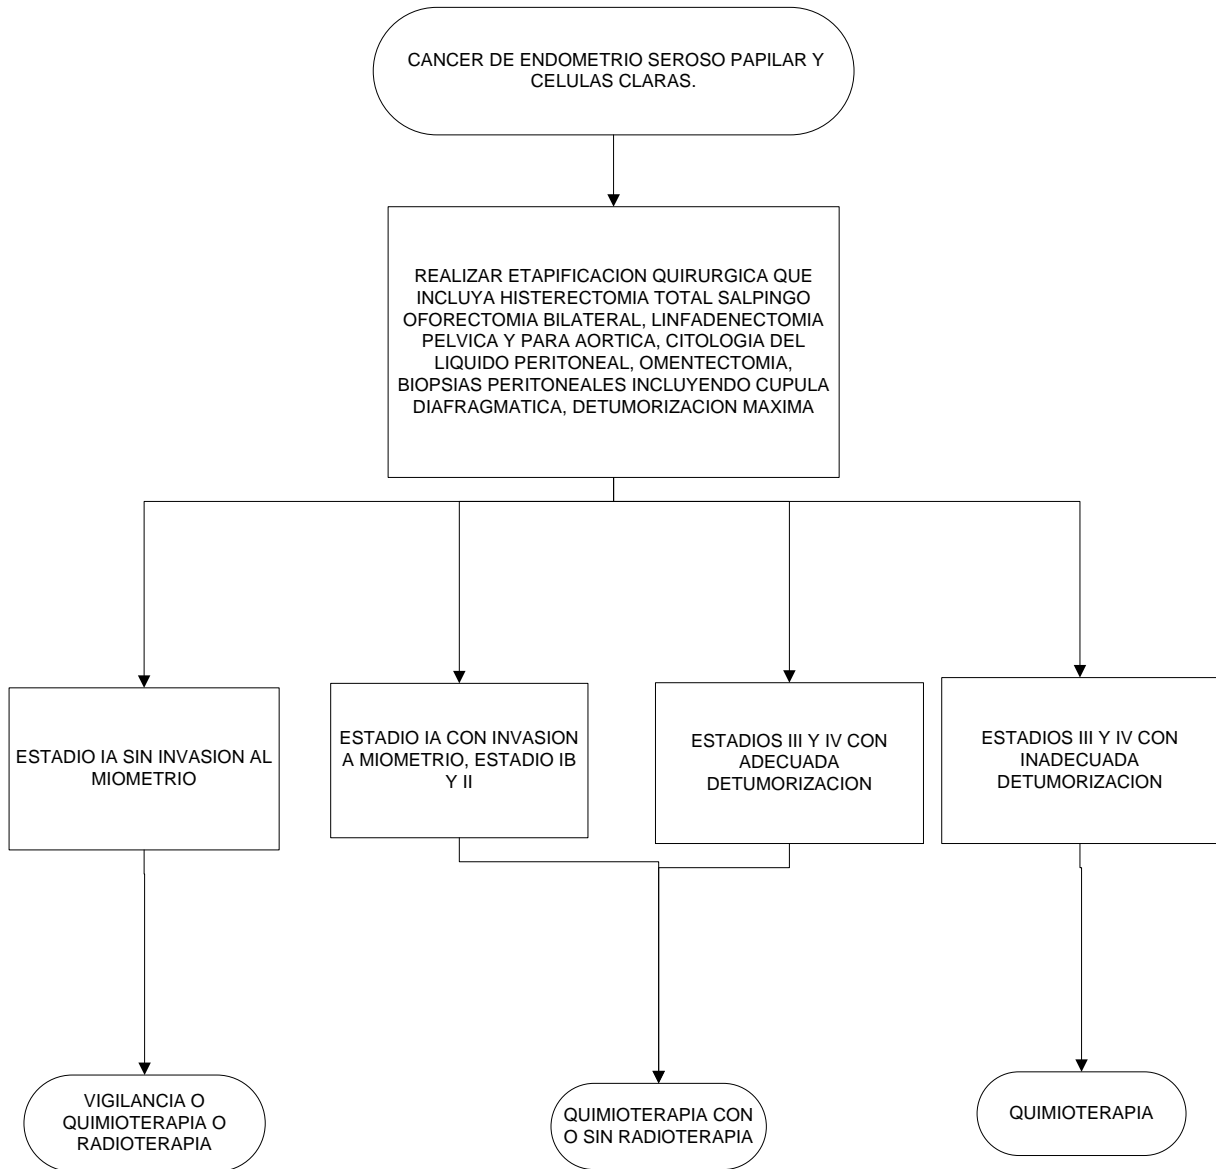 CANCER DE ENDOMETRIO SEROSO PAPILAR Y
CELULAS CLARAS.
REALIZAR ETAPIFICACION QUIRURGICA QUE
INCLUYA HISTERECTOMIA TOTAL SALPINGO
OFORECTOMIA BILATERAL, LINFADENECTOMIA
PELVICA Y PARA AORTICA, CITOLOGIA DEL
LIQUIDO PERITONEAL, OMENTECTOMIA,
BIOPSIAS PERITONEALES INCLUYENDO CUPULA
DIAFRAGMATICA, DETUMORIZACION MAXIMA
ESTADIO IA SIN INVASION AL
MIOMETRIO
ESTADIO IA CON INVASION
A MIOMETRIO, ESTADIO IB
Y II
ESTADIOS III Y IV CON
ADECUADA
DETUMORIZACION
ESTADIOS III Y IV CON
INADECUADA
DETUMORIZACION
VIGILANCIA O
QUIMIOTERAPIA O
RADIOTERAPIA
QUIMIOTERAPIA CON
O SIN RADIOTERAPIA
QUIMIOTERAPIA